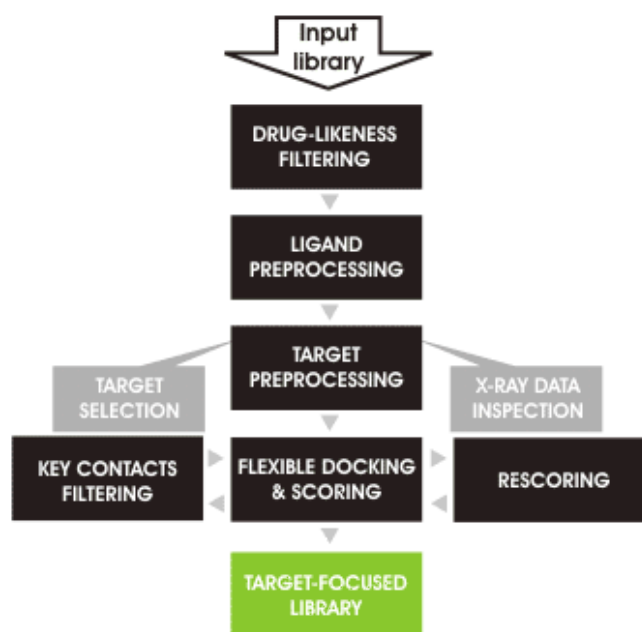 Input
library
DRUG-LIKENESS
FILTERING
LIGAND
PREPROCESSING
TARGET
PREPROCESSING
TARGET
SELECTION
X-RAY DATA
INSPECTION
KEY CONTACTS
FILTERING
FLEXIBLE DOCKING
& SCORING
RESCORING
TARGET-FOCUSED
LIBRARY